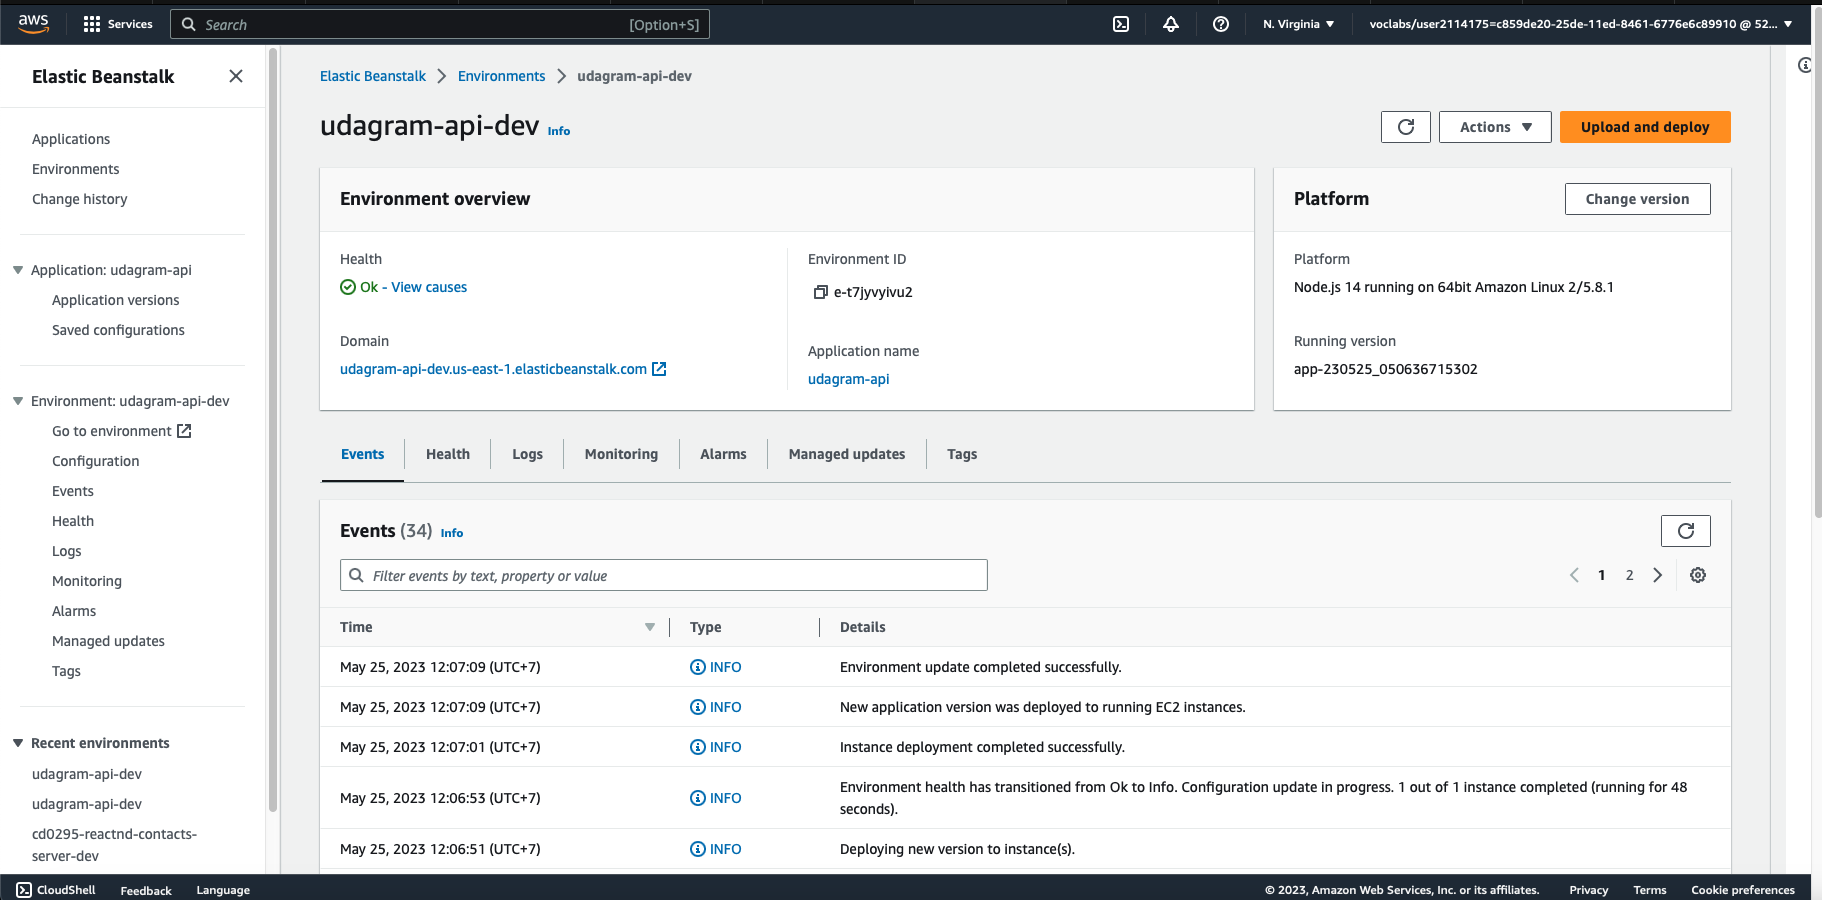 aws
Services
Search
[Option+S]
N. Virginia
voclabs/user2114175=c859de20-25de-11ed-8461-6776e6c89910 @ 52...
Elastic Beanstalk
Applications
Environments
Change history
Application: udagram-api
Application versions
Saved configurations
Environment: udagram-api-dev
Go to environment
Configuration
Events
Health
Logs
Monitoring
Alarms
Managed updates
Tags
Recent environments
udagram-api-dev
udagram-api-dev
cd0295-reactnd-contacts-
server-dev
Elastic Beanstalk
Environments
udagram-api-dev
udagram-api-dev Info
Actions
Upload and deploy
Environment overview
Health
Ok - View causes
Domain
udagram-api-dev.us-east-1.elasticbeanstalk.com
Environment ID
e-t7jyvyivu2
Application name
udagram-api
Platform
Change version
Platform
Node.js 14 running on 64bit Amazon Linux 2/5.8.1
Running version
app-230525_050636715302
Events
Health
Logs
Monitoring
Alarms
Managed updates
Tags
Events (34) Info
Filter events by text, property or value
1
2
Time
Type
Details
May 25, 2023 12:07:09 (UTC+7)
INFO
Environment update completed successfully.
May 25, 2023 12:07:09 (UTC+7)
INFO
New application version was deployed to running EC2 instances.
May 25, 2023 12:07:01 (UTC+7)
INFO
Instance deployment completed successfully.
May 25, 2023 12:06:53 (UTC+7)
INFO
Environment health has transitioned from Ok to Info. Configuration update in progress. 1 out of 1 instance completed (running for 48
seconds).
May 25, 2023 12:06:51 (UTC+7)
INFO
Deploying new version to instance(s).
CloudShell
Feedback
Language
© 2023, Amazon Web Services, Inc. or its affiliates.
Privacy
Terms
Cookie preferences